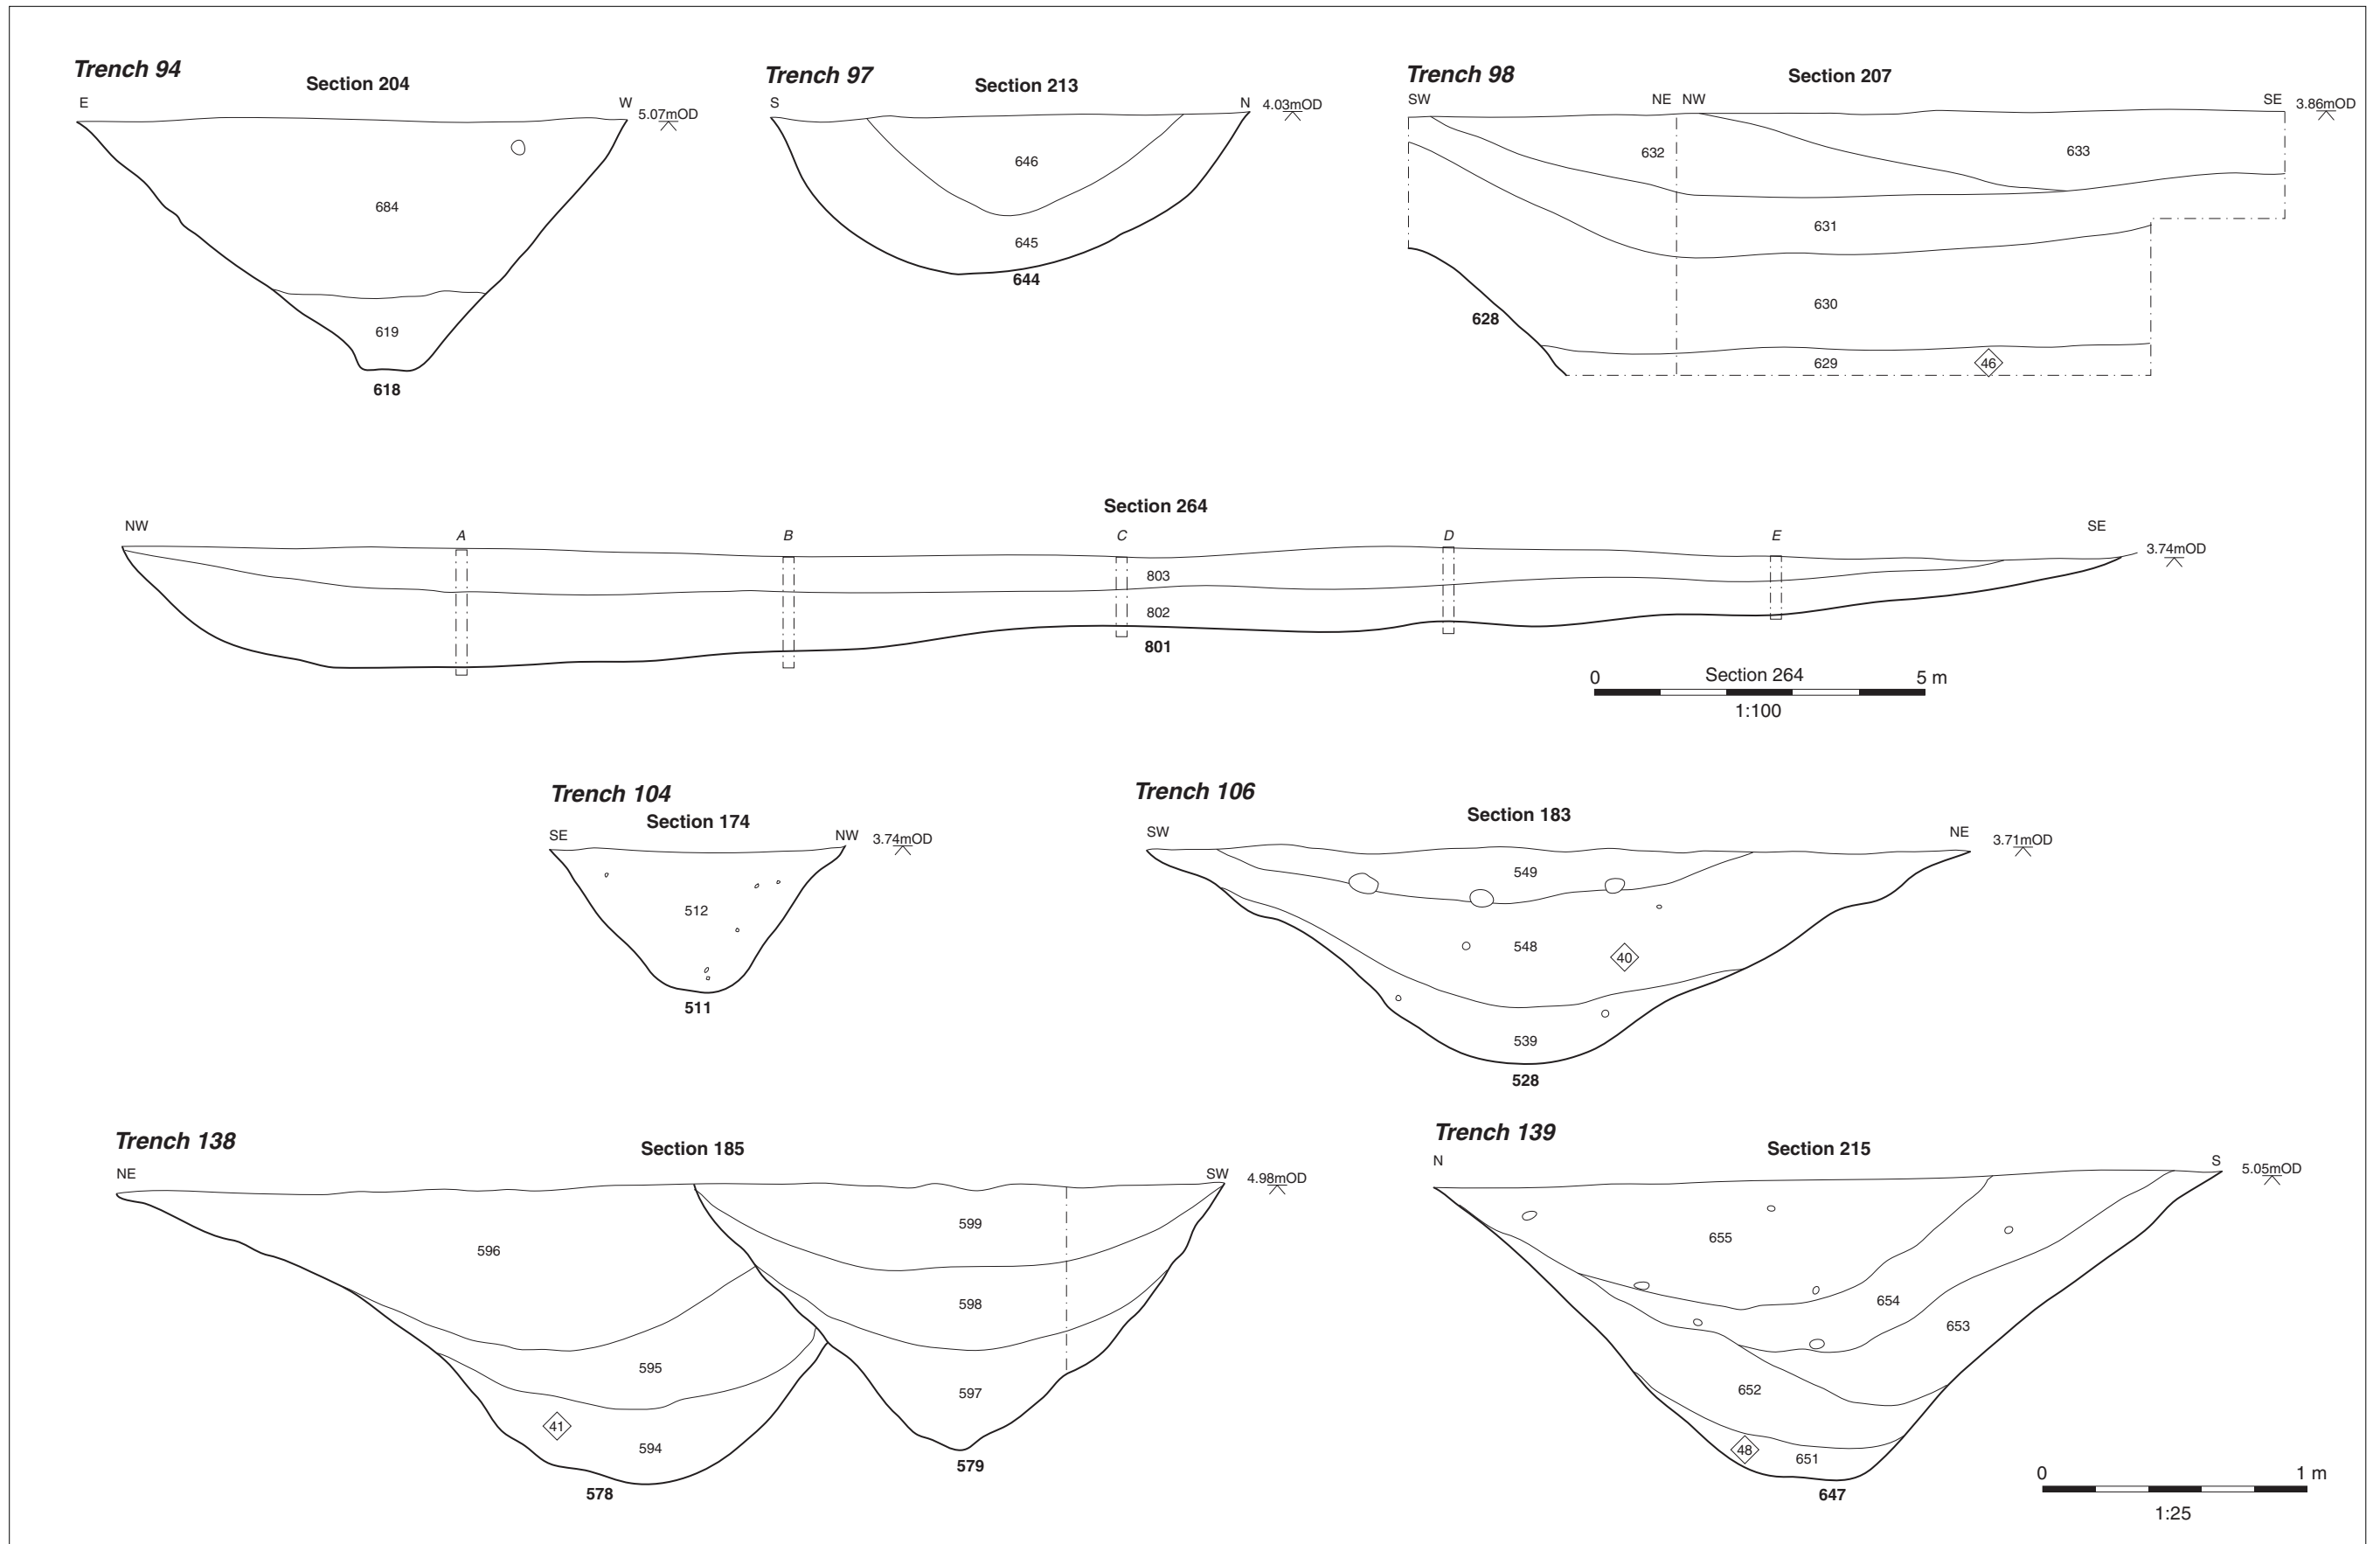 Trench 94
Section 204
E
W
5.07mOD
684
619
618
Trench 97
Section 213
S
N
4.03mOD
646
645
644
Trench 98
Section 207
SW
NE
NW
SE
3.86mOD
632
633
631
630
628
629
46
Section 264
NW
A
B
C
D
E
SE
3.74mOD
803
802
801
0
Section 264
5 m
1:100
Trench 104
Section 174
SE
NW
3.74mOD
512
511
Trench 106
Section 183
SW
NE
3.71mOD
549
548
40
539
528
Trench 138
Section 185
NE
SW
4.98mOD
599
596
598
595
597
41
594
579
578
Trench 139
Section 215
N
S
5.05mOD
655
654
653
652
48
651
647
0
1 m
1:25